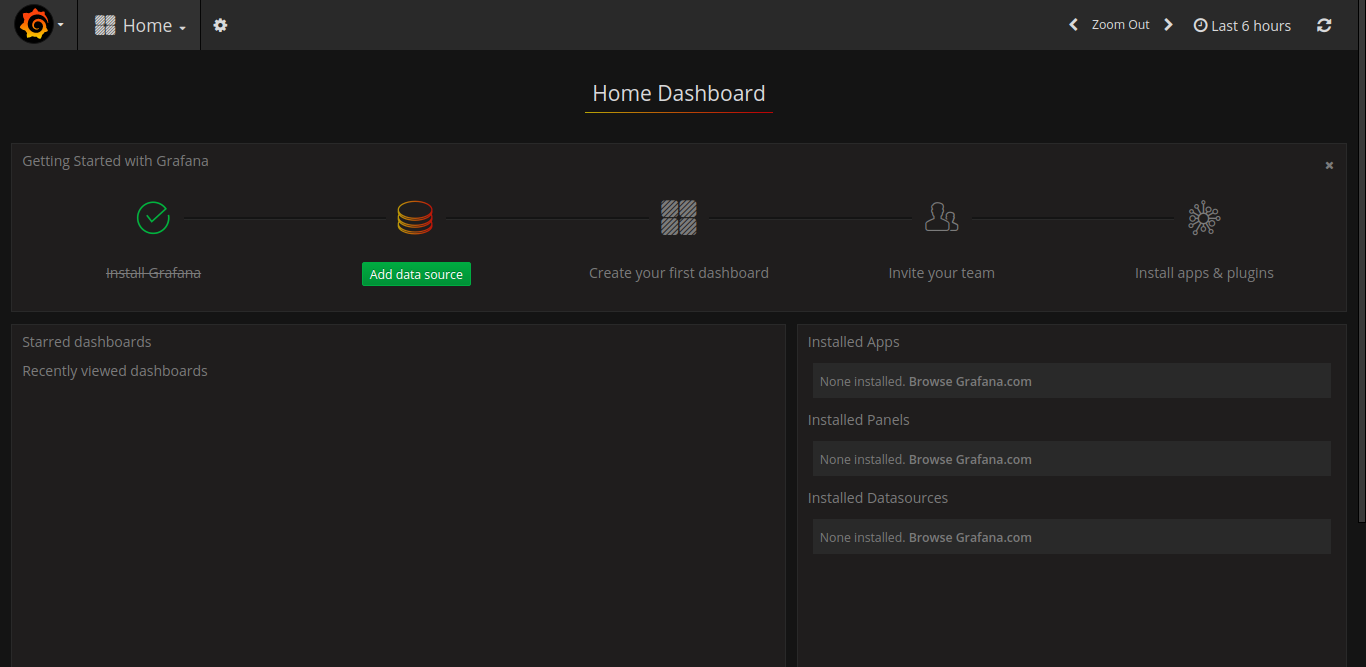 Home
Zoom Out
Last 6 hours
Home Dashboard
Getting Started with Grafana
Install Grafana
Add data source
Create your first dashboard
Invite your team
Install apps & plugins
Starred dashboards
Recently viewed dashboards
Installed Apps
None installed. Browse Grafana.com
Installed Panels
None installed. Browse Grafana.com
Installed Datasources
None installed. Browse Grafana.com